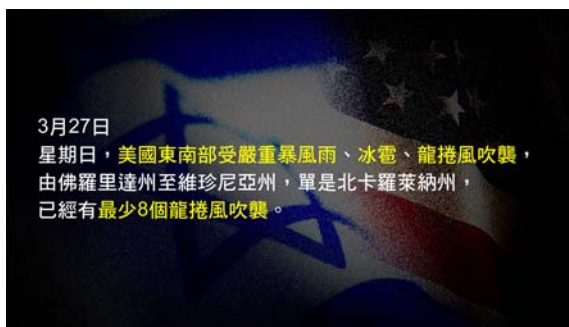 3月27日
星期日，美國東南部受嚴重暴風雨、冰雹、龍捲風吹襲，
由佛羅里達州至維珍尼亞州，單是北卡羅萊納州，
已經有最少8個龍捲風吹襲。